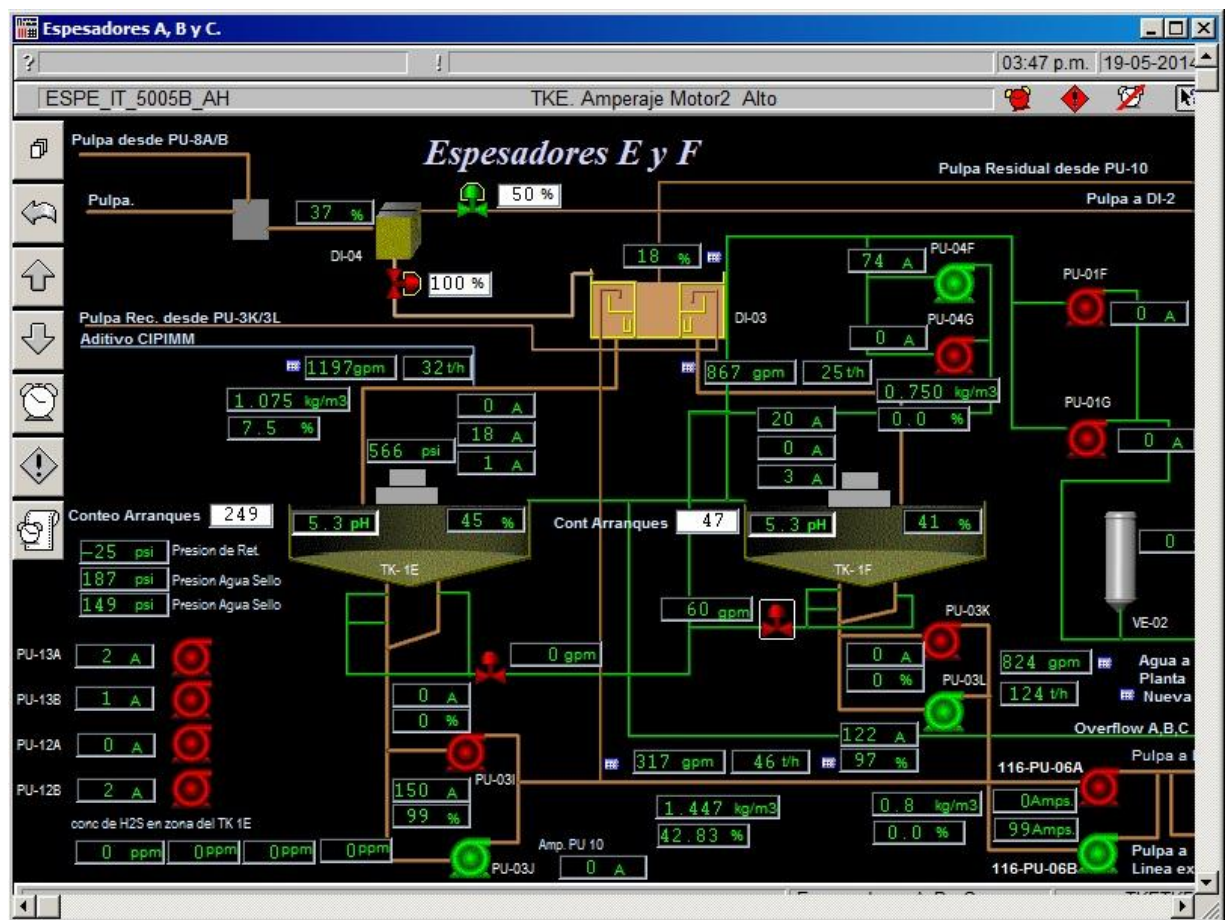 Espesadores A, B y C.
?
!
03:47 p.m. 19-05-2014
ESPE_IT_5005B_AH TKE. Amperaje Motor2 Alto
Pulpa desde PU-8A/B
Espesadores E y F
Pulpa Residual desde PU-10
Pulpa.
50 %
Pulpa a DI-2
37 %
DI-04
18 %
74 A
PU-04F
PU-01F
100 %
0 A
Pulpa Rec. desde PU-3K/3L
DI-03
PU-04G
Aditivo CIPIMM
0 A
1197gpm 32 t/h
867 gpm 25 t/h
1.075 kg/m3
0.750 kg/m3
7.5 %
0 A
18 A
1 A
20 A
0.0 %
PU-01G
0 A
566 psi
0 A
3 A
Conteo Arranques 249
5.3 pH
45 %
Cont Arranques 47
5.3 pH
41 %
-25 psi Presion de Ret.
187 psi Presion Agua Sello
149 psi Presion Agua Sello
TK- 1E
TK- 1F
0
60 gpm
PU-03K
VE-02
PU-13A 2 A
0 gpm
0 A
0 %
824 gpm
Agua a
Planta
124 t/h
Nueva
PU-03L
PU-13B 1 A
0 A
0 %
PU-12A 0 A
122 A
Overflow A,B,C
PU-03I
317 gpm 46 t/h
97 %
116-PU-06A
Pulpa a
PU-12B 2 A
150 A
99 %
1.447 kg/m3
0.8 kg/m3
0Amps.
42.83 %
0.0 %
99Amps.
conc de H2S en zona del TK 1E
0 ppm 0ppm 0ppm 0ppm
PU-03J
Amp. PU 10
0 A
116-PU-06B
Pulpa a
Linea ex